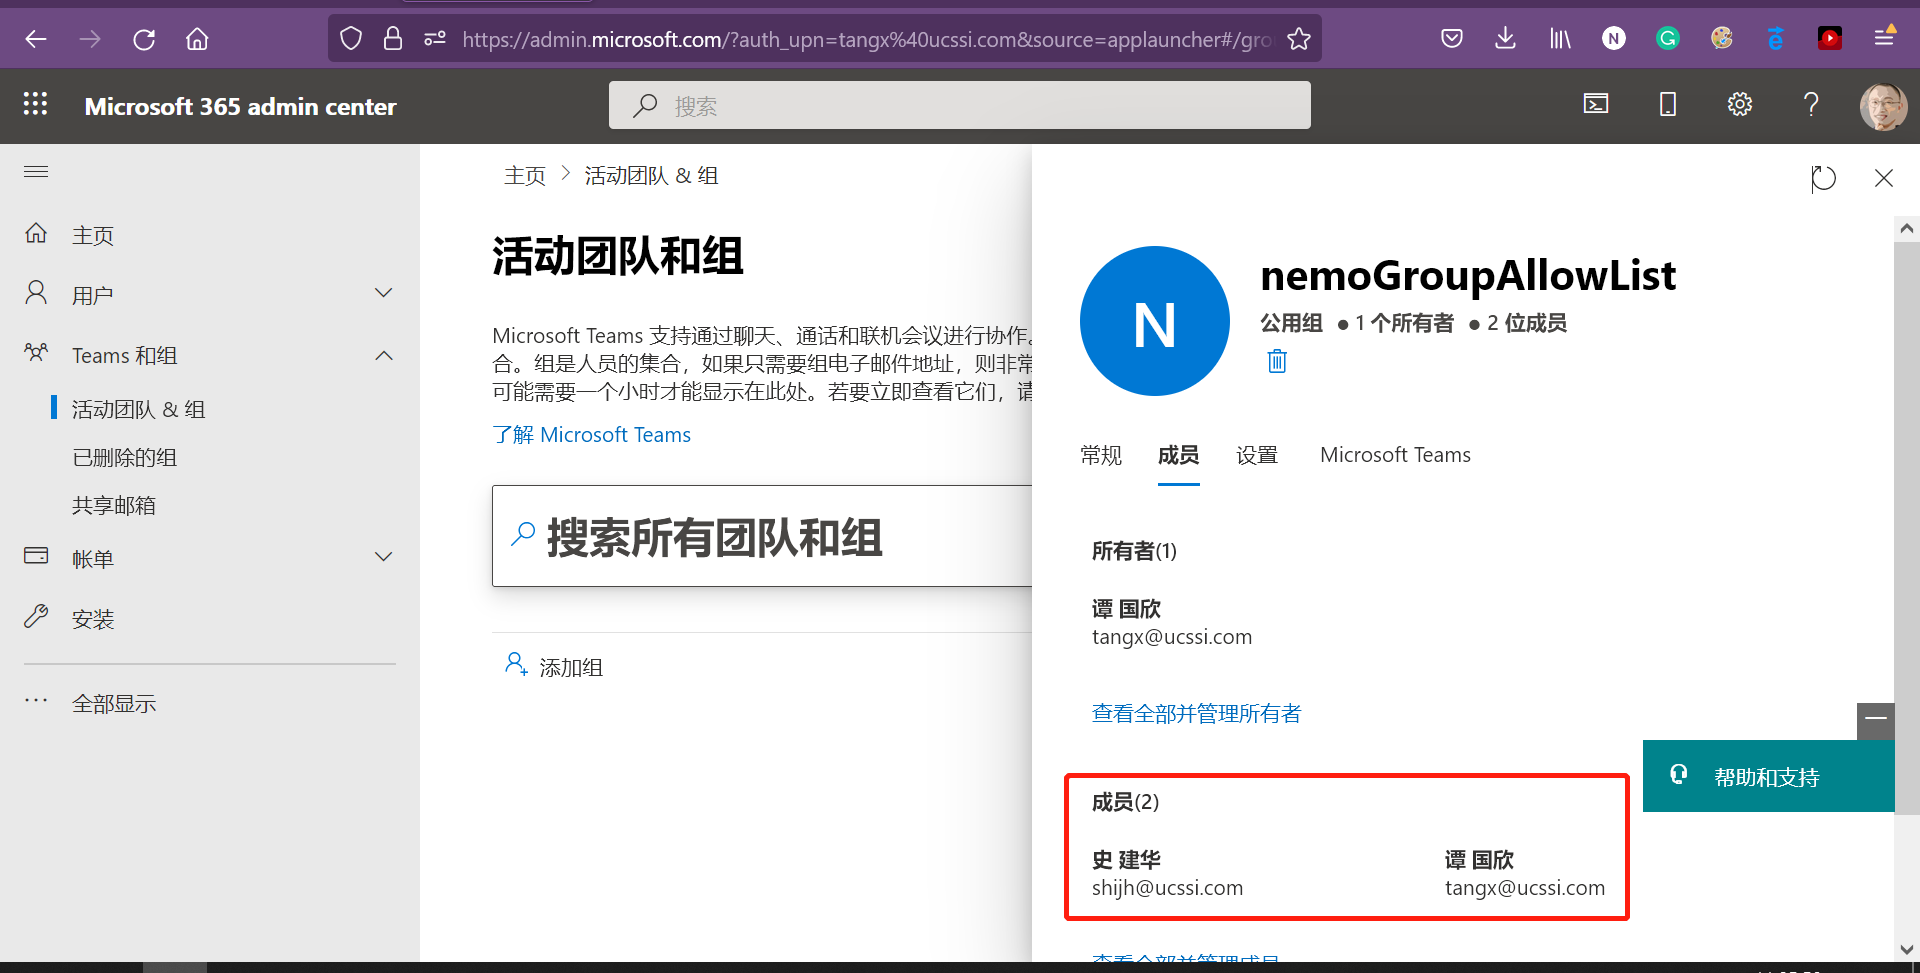 https://admin.microsoft.com/?auth_upn=tangx%40ucssi.com&source=applauncher#/gro
N
G
Microsoft 365 admin center
搜索
主页
用户
Teams 和组
活动团队 & 组
已删除的组
共享邮箱
帐单
安装
全部显示
主页 > 活动团队 & 组
活动团队和组
Microsoft Teams 支持通过聊天、通话和联机会议进行协作。
合。组是人员的集合，如果只需要组电子邮件地址，则非常
可能需要一个小时才能显示在此处。若要立即查看它们，请
了解 Microsoft Teams
搜索所有团队和组
添加组
N
nemoGroupAllowList
公用组 ● 1 个所有者 ● 2 位成员
常规 成员 设置 Microsoft Teams
所有者(1)
谭 国欣
tangx@ucssi.com
查看全部并管理所有者
帮助和支持
成员(2)
史 建华
shijh@ucssi.com
谭 国欣
tangx@ucssi.com
查看全部并管理成员